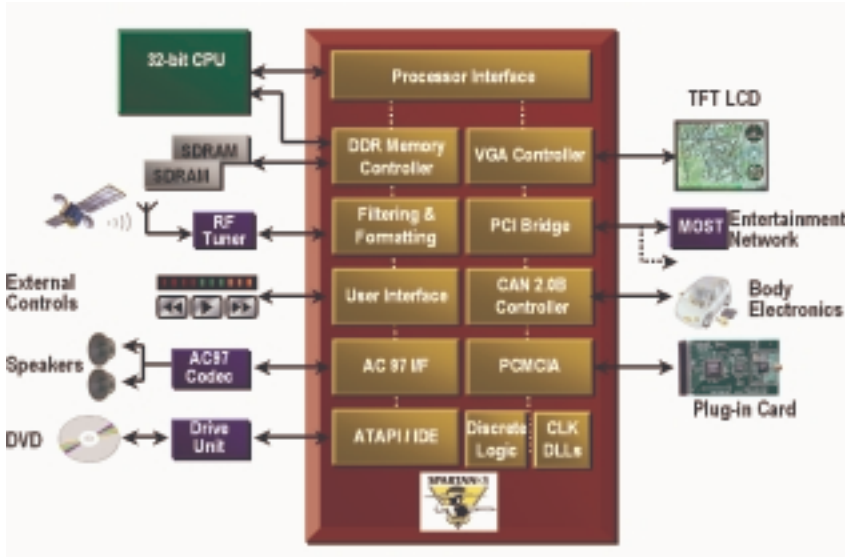 32-bit CPU
Processor Interface
TFT LCD
SDRAM
SDRAM
DDR Memory
Controller
VGA Controller
RF
Tuner
Filtering &
Formatting
PCI Bridge
MOST
Entertainment
Network
External
Controls
User Interface
CAN 2.0B
Controller
Body
Electronics
Speakers
AC97
Codec
AC 97 I/F
PCMCIA
Plug-in Card
DVD
Drive
Unit
ATAPI / IDE
Discrete
Logic
CLK
DLLs